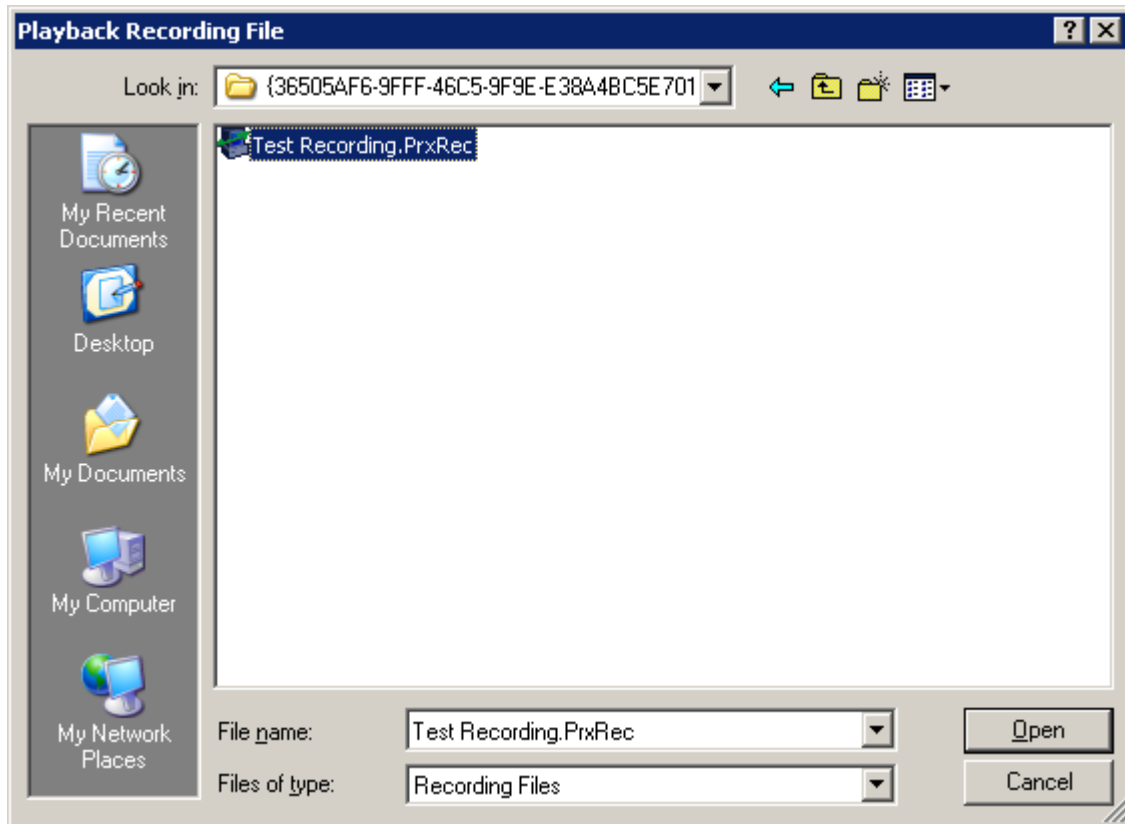 Playback Recording File
Look in: {36505AF6-9FFF-46C5-9F9E-E38A4BC5E701
Test Recording.PrxRec
My Recent
Documents
Desktop
My Documents
My Computer
My Network
Places
File name: Test Recording.PrxRec
Open
Files of type: Recording Files
Cancel